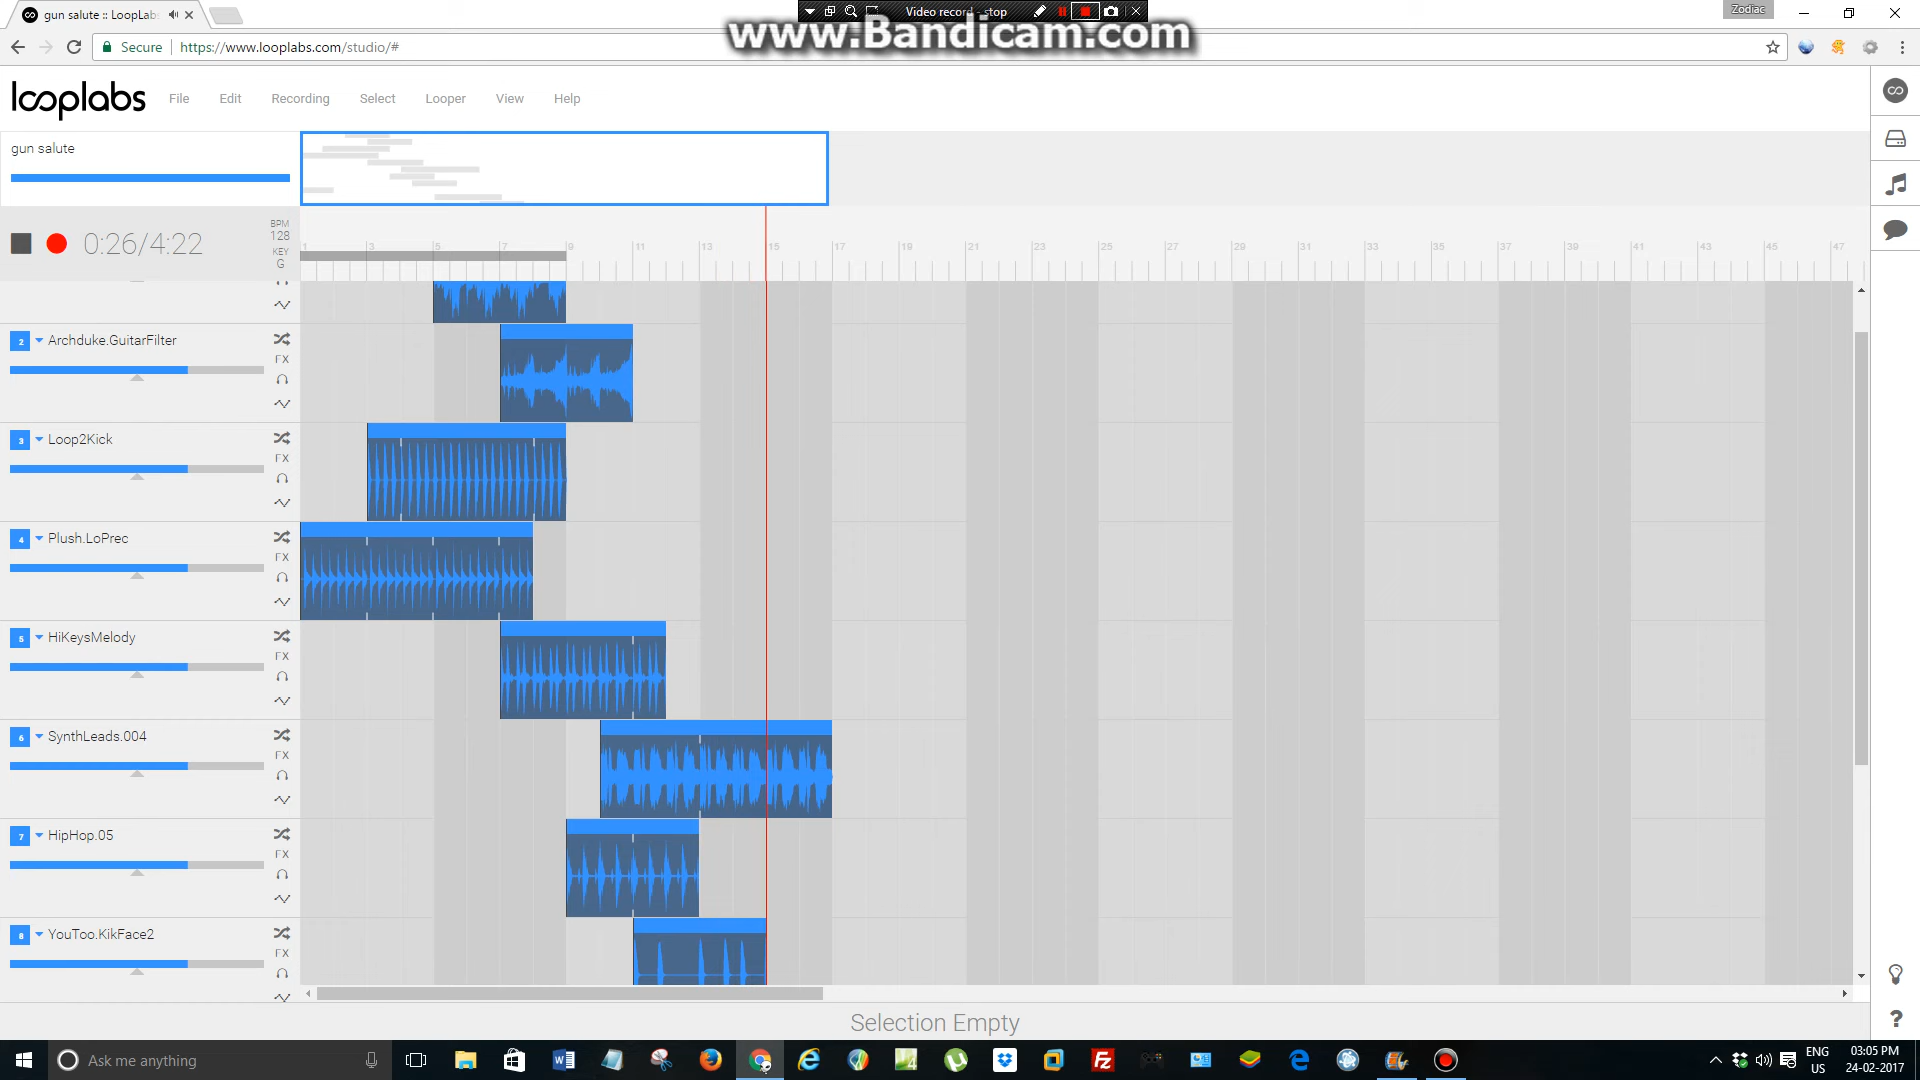 gun salute :: LoopLabs
Video record - stop
www.Bandicam.com
Zodiac
Secure
https://www.looplabs.com/studio/#
looplabs
File
Edit
Recording
Select
Looper
View
Help
gun salute
0:26/4:22
BPM
128
KEY
G
1 3 5 7 9 11 13 15 17 19 21 23 25 27 29 31 33 35 37 39 41 43 45 47
2 Archduke.GuitarFilter
FX
3 Loop2Kick
FX
4 Plush.LoPrec
FX
5 HiKeysMelody
FX
6 SynthLeads.004
FX
7 HipHop.05
FX
8 YouToo.KikFace2
FX
Selection Empty
?
Ask me anything
ENG
US
03:05 PM
24-02-2017